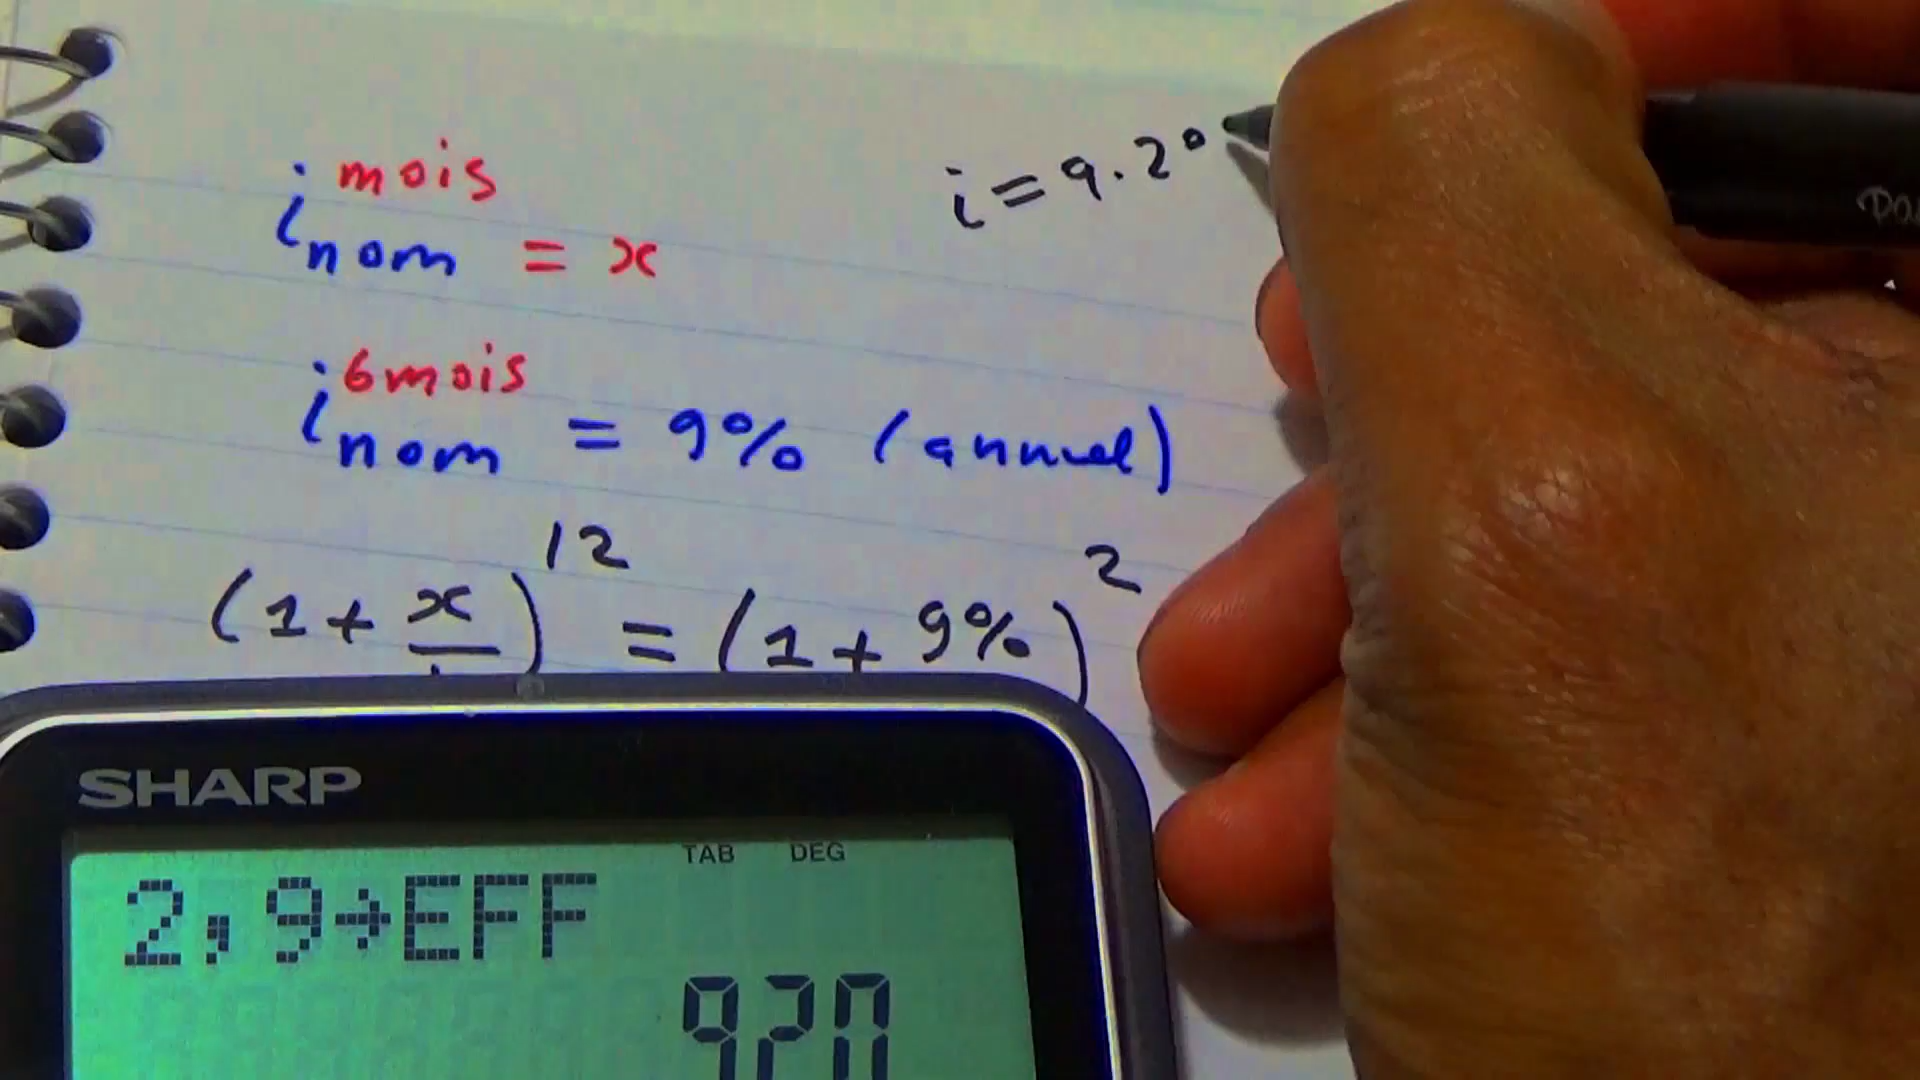 mois
i nom = x
i = 9.2°
6mois
i nom = 9% (annuel)
(1 + x/ )^12 = (1 + 9% )^2
SHARP
TAB DEG
2,9→EFF
920